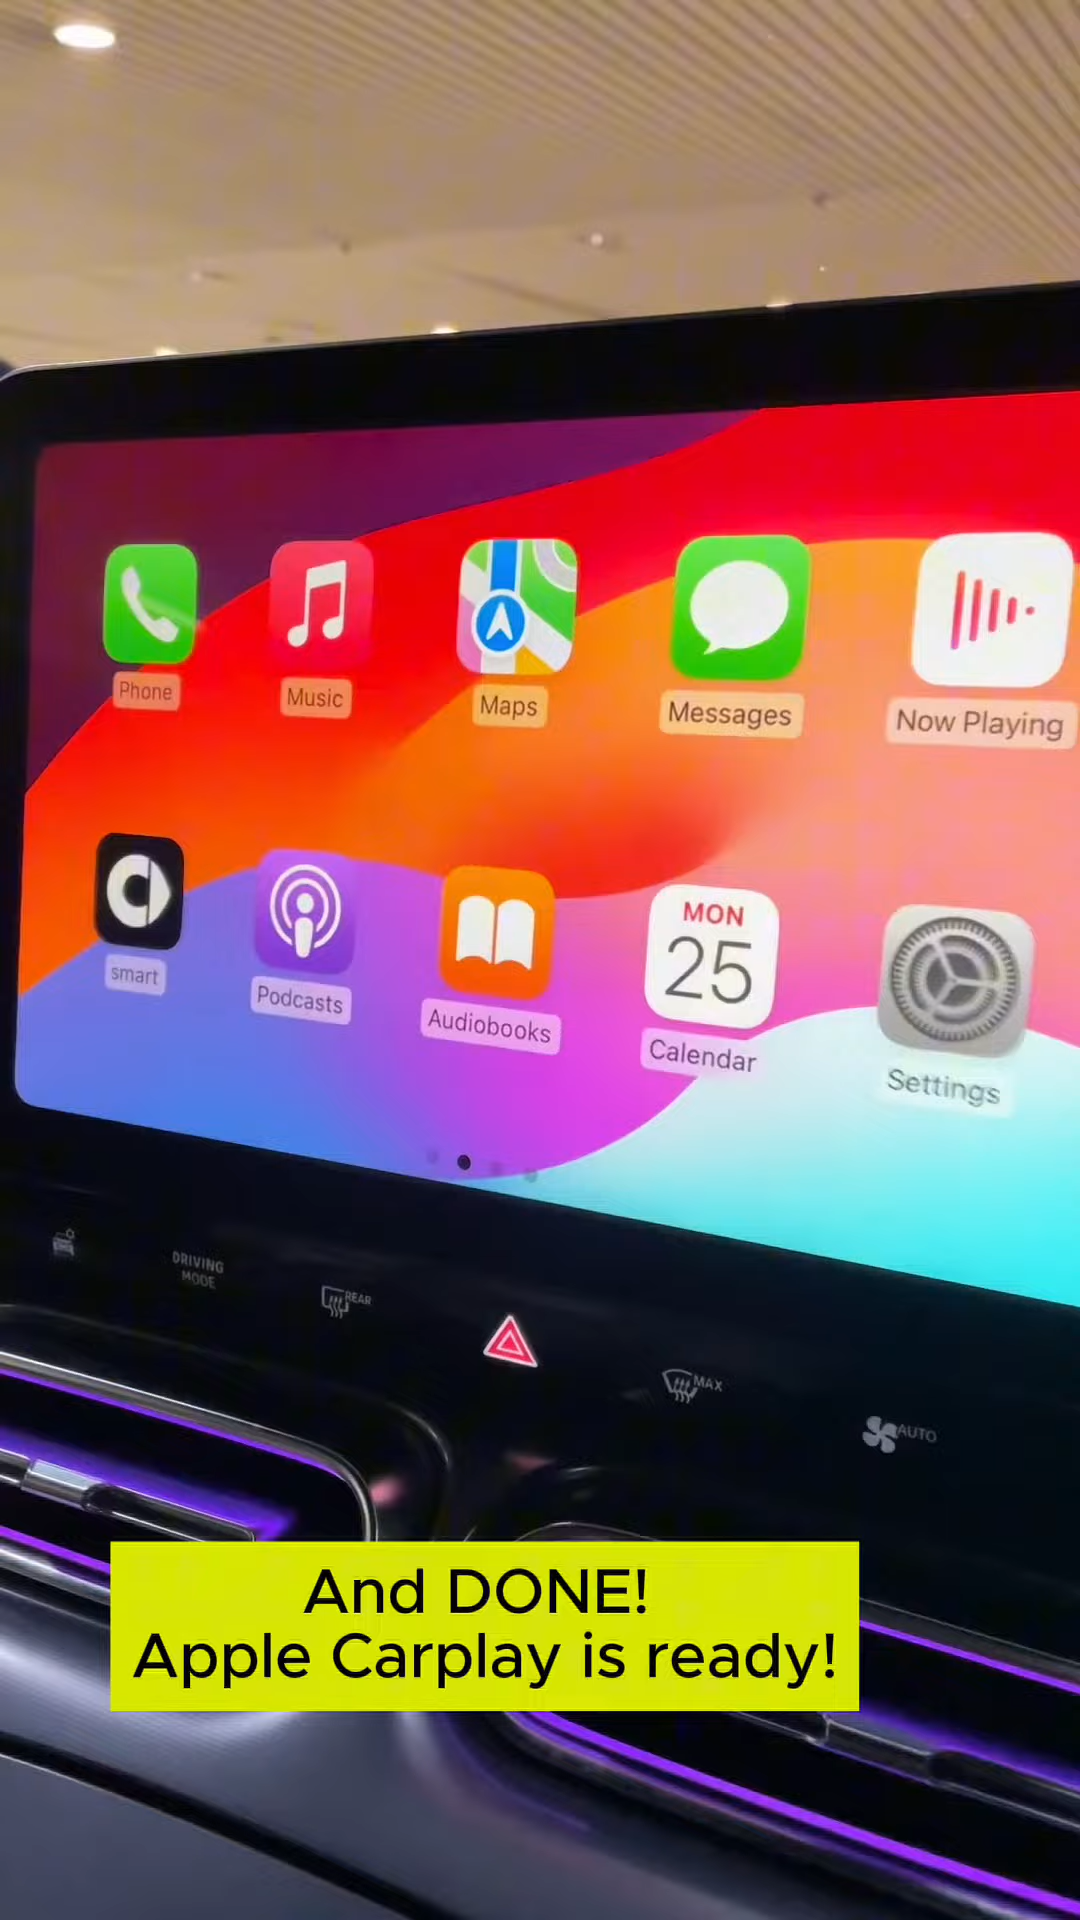 Phone
Music
Maps
Messages
Now Playing
smart
Podcasts
Audiobooks
MON
25
Calendar
Settings
DRIVING
MODE
REAR
MAX
AUTO
And DONE!
Apple Carplay is ready!